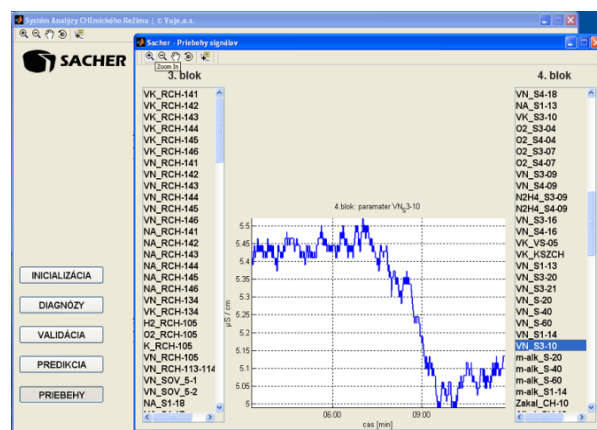 Systém Analýzy CHEmického Režimu | © Vuje,a.s.
SACHER
INICIALIZÁCIA
DIAGNÓZY
VALIDÁCIA
PREDIKCIA
PRIEBEHY
Sacher - Priebehy signálov
Zoom In
3. blok
VK_RCH-141
VK_RCH-142
VK_RCH-143
VK_RCH-144
VK_RCH-145
VK_RCH-146
VN_RCH-141
VN_RCH-142
VN_RCH-143
VN_RCH-144
VN_RCH-145
VN_RCH-146
NA_RCH-141
NA_RCH-142
NA_RCH-143
NA_RCH-144
NA_RCH-145
NA_RCH-146
VN_RCH-134
VK_RCH-134
H2_RCH-105
O2_RCH-105
K_RCH-105
VN_RCH-105
VN_RCH-113-114
VN_SOV_5-1
VN_SOV_5-2
NA_S1-18
4.blok: paramater VN_S3-10
5.5
5.45
5.4
5.35
5.3
5.25
5.2
5.15
5.1
5.05
5
µS / cm
06:00
09:00
cas [min]
4. blok
VN_S4-18
NA_S1-13
VK_S3-10
O2_S3-04
O2_S4-04
O2_S3-07
O2_S4-07
VN_S3-09
VN_S4-09
N2H4_S3-09
N2H4_S4-09
VN_S3-16
VN_S4-16
VK_VS-05
VK_KSZCH
VN_S1-13
VN_S3-20
VN_S3-21
VN_S-20
VN_S-40
VN_S-60
VN_S1-14
VN_S3-10
m-alk_S-20
m-alk_S-40
m-alk_S-60
m-alk_S1-14
Zakal_CH-10